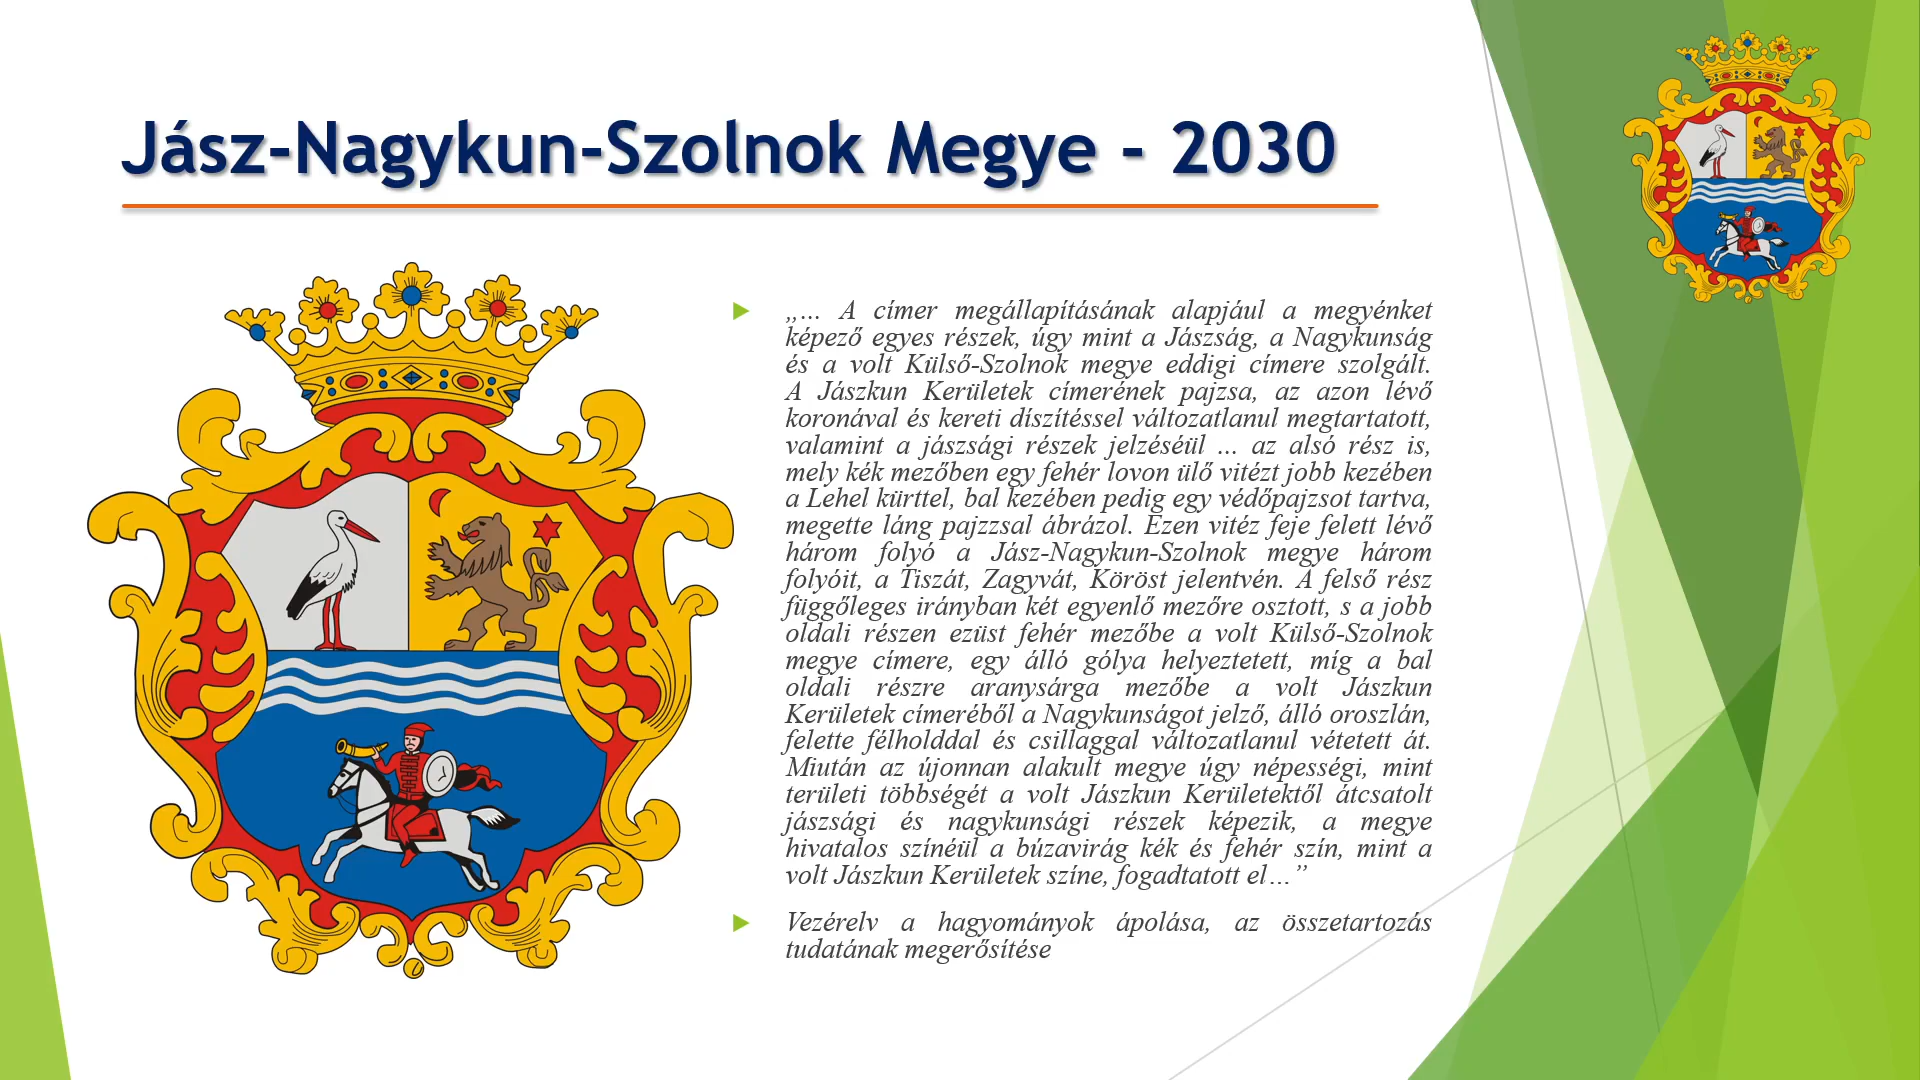 Jász-Nagykun-Szolnok Megye - 2030
„… A címer megállapításának alapjául a megyénket
képező egyes részek, úgy mint a Jászság, a Nagykunság
és a volt Külső-Szolnok megye eddigi címere szolgált.
A Jászkun Kerületek címerének pajzsa, az azon lévő
koronával és kereti díszítéssel változatlanul megtartatott,
valamint a jászsági részek jelzéséül … az alsó rész is,
mely kék mezőben egy fehér lovon ülő vitézt jobb kezében
a Lehel kürttel, bal kezében pedig egy védőpajzsot tartva,
megette láng pajzzsal ábrázol. Ezen vitéz feje felett lévő
három folyó a Jász-Nagykun-Szolnok megye három
folyóit, a Tiszát, Zagyvát, Köröst jelentvén. A felső rész
függőleges irányban két egyenlő mezőre osztott, s a jobb
oldali részen ezüst fehér mezőbe a volt Külső-Szolnok
megye címere, egy álló gólya helyeztetett, míg a bal
oldali részre aranysárga mezőbe a volt Jászkun
Kerületek címeréből a Nagykunságot jelző, álló oroszlán,
felette félholddal és csillaggal változatlanul vétetett át.
Miután az újonnan alakult megye úgy népességi, mint
területi többségét a volt Jászkun Kerületektől átcsatolt
jászsági és nagykunsági részek képezik, a megye
hivatalos színéül a búzavirág kék és fehér szín, mint a
volt Jászkun Kerületek színe, fogadtatott el…”
Vezérelv a hagyományok ápolása, az összetartozás
tudatának megerősítése